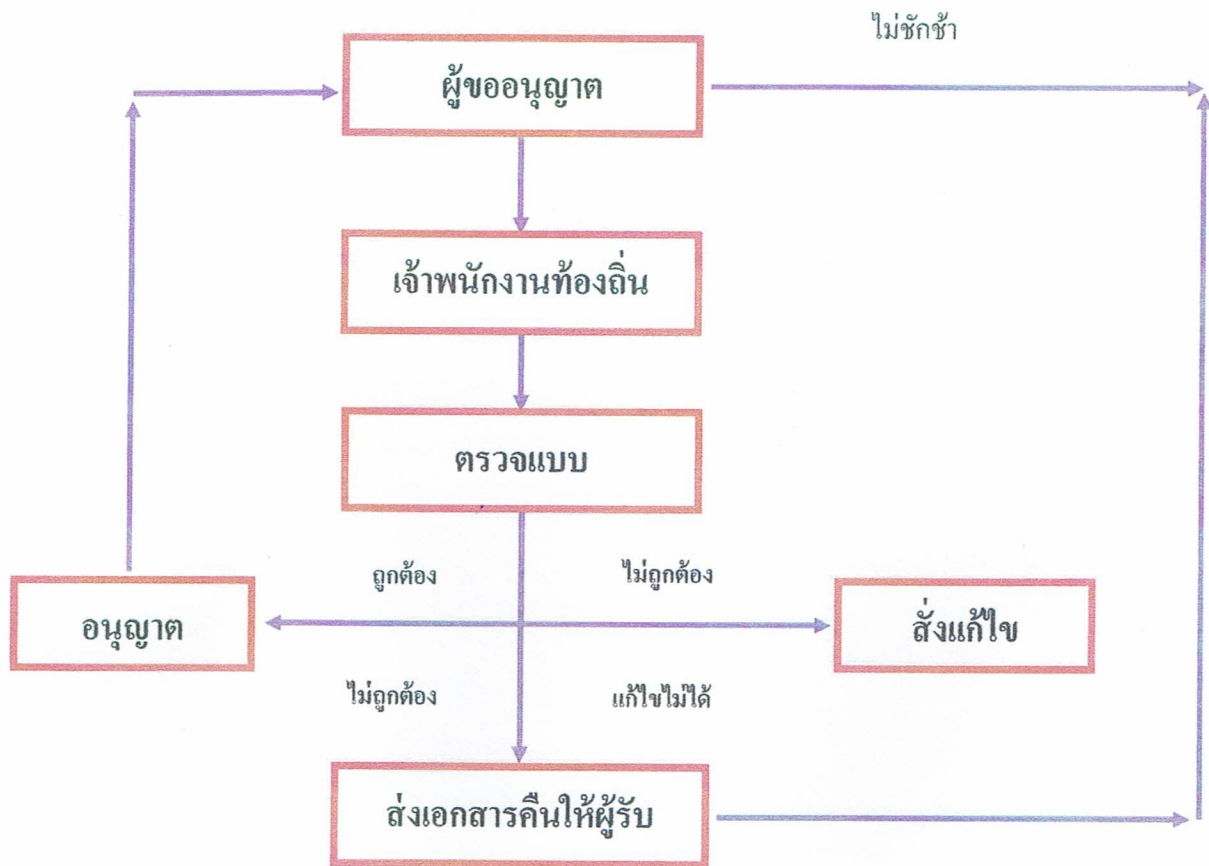 ไม่ชักช้า
ผู้ขออนุญาต
เจ้าพนักงานท้องถิ่น
ตรวจแบบ
ถูกต้อง
ไม่ถูกต้อง
อนุญาต
สั่งแก้ไข
ไม่ถูกต้อง
แก้ไขไม่ได้
ส่งเอกสารคืนให้ผู้รับ